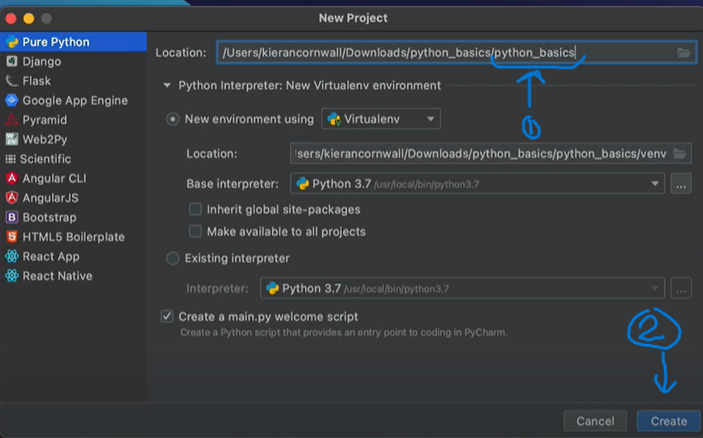 New Project
Pure Python
Django
Flask
Google App Engine
Pyramid
Web2Py
Scientific
Angular CLI
AngularJS
Bootstrap
HTML5 Boilerplate
React App
React Native
Location: /Users/kierancornwall/Downloads/python_basics/python_basics
Python Interpreter: New Virtualenv environment
New environment using Virtualenv
Location: sers/kierancornwall/Downloads/python_basics/python_basics/venv
Base interpreter: Python 3.7 /usr/local/bin/python3.7 ...
Inherit global site-packages
Make available to all projects
Existing interpreter
Interpreter: Python 3.7 /usr/local/bin/python3.7 ...
Create a main.py welcome script
Create a Python script that provides an entry point to coding in PyCharm.
1
2
Cancel Create